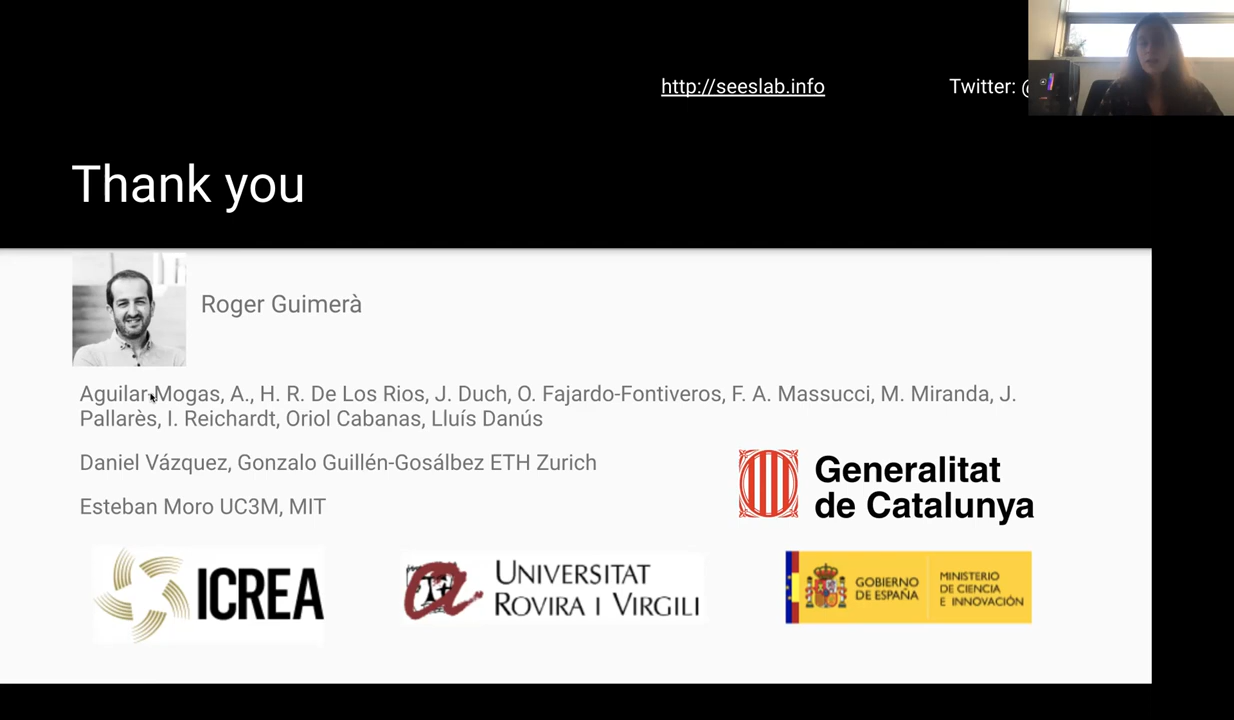 http://seeslab.info
Twitter: @
Thank you
Roger Guimerà
Aguilar-Mogas, A., H. R. De Los Rios, J. Duch, O. Fajardo-Fontiveros, F. A. Massucci, M. Miranda, J.
Pallarès, I. Reichardt, Oriol Cabanas, Lluís Danús
Daniel Vázquez, Gonzalo Guillén-Gosálbez ETH Zurich
Esteban Moro UC3M, MIT
Generalitat
de Catalunya
ICREA
UNIVERSITAT
ROVIRA I VIRGILI
GOBIERNO
DE ESPAÑA
MINISTERIO
DE CIENCIA
E INNOVACIÓN